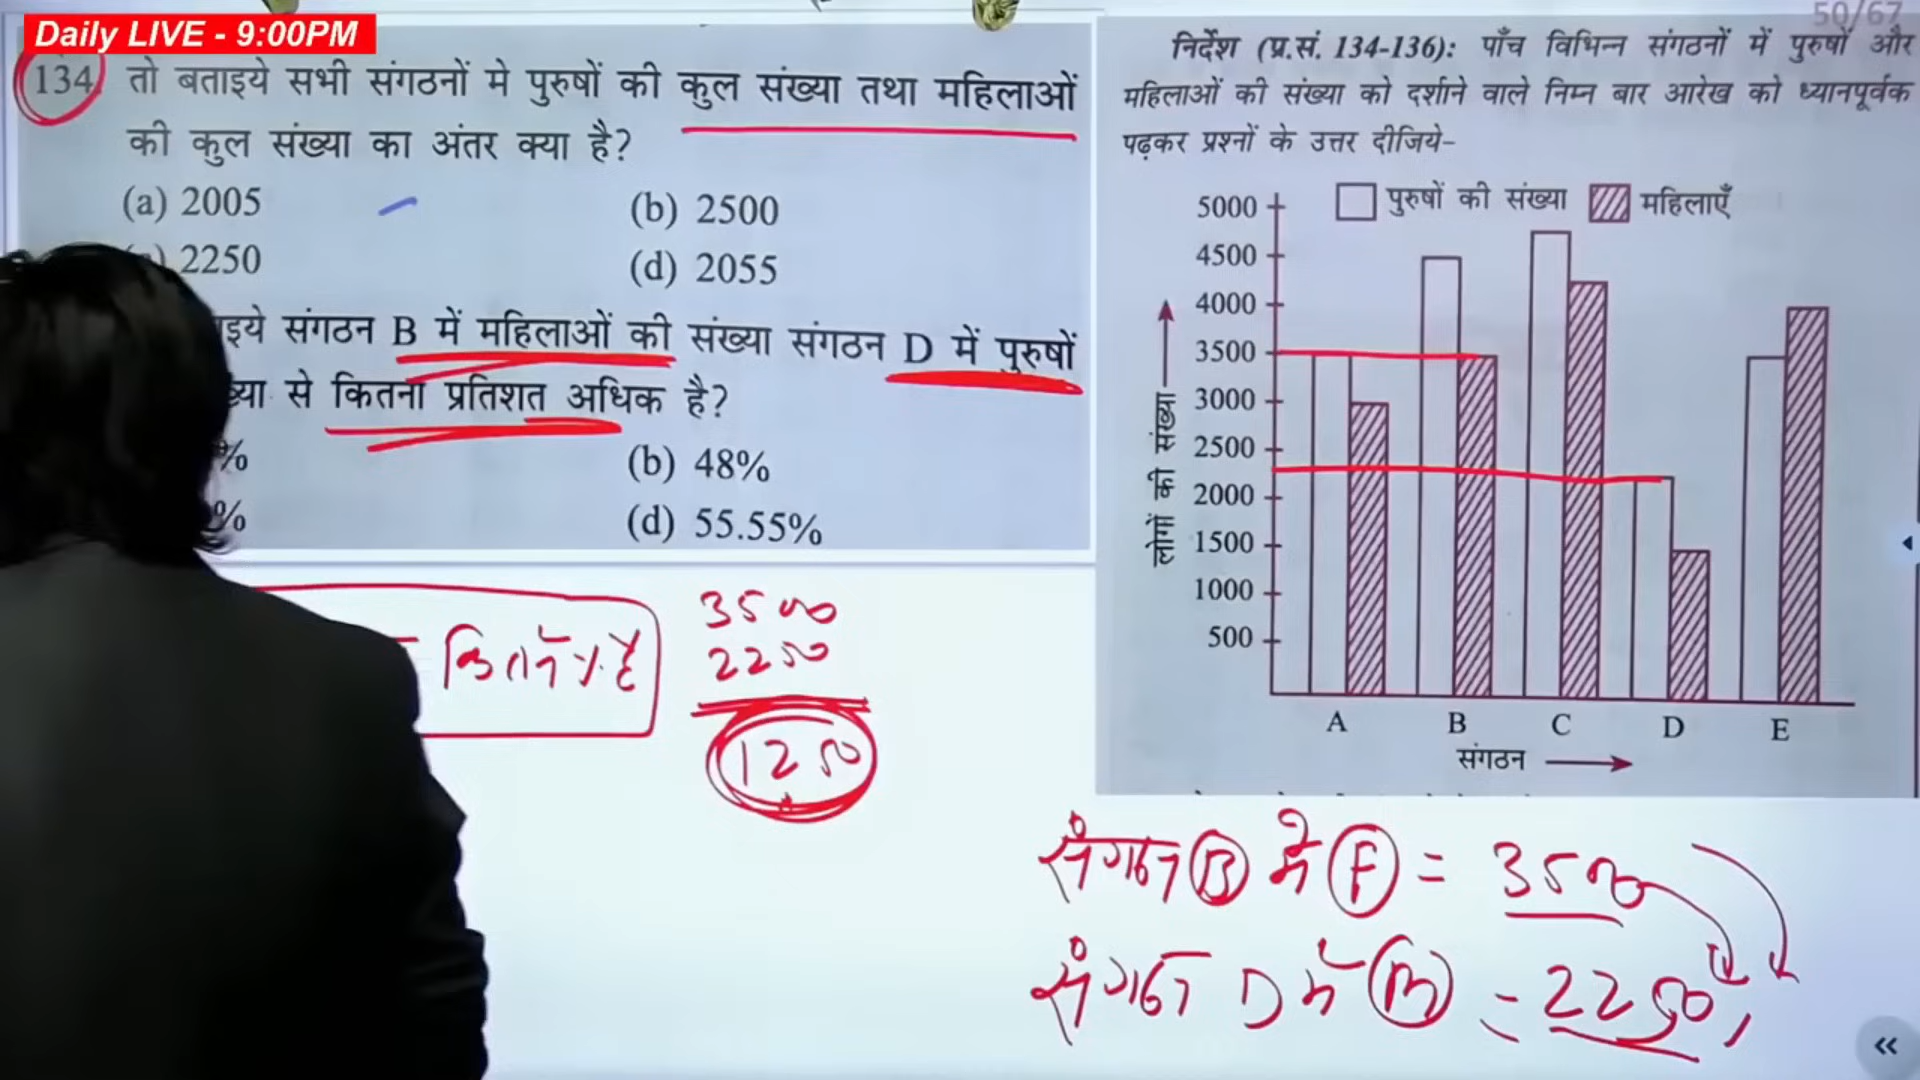 Daily LIVE - 9:00PM
50/67
134. तो बताइये सभी संगठनों मे पुरुषों की कुल संख्या तथा महिलाओं
की कुल संख्या का अंतर क्या है?
(a) 2005 (b) 2500
2250 (d) 2055
इये संगठन B में महिलाओं की संख्या संगठन D में पुरुषों
ख्या से कितना प्रतिशत अधिक है?
% (b) 48%
% (d) 55.55%
निर्देश (प्र.सं. 134-136): पाँच विभिन्न संगठनों में पुरुषों और
महिलाओं की संख्या को दर्शाने वाले निम्न बार आरेख को ध्यानपूर्वक
पढ़कर प्रश्नों के उत्तर दीजिये-
पुरुषों की संख्या महिलाएँ
5000
4500
4000
3500
3000
2500
2000
1500
1000
500
लोगों की संख्या
A B C D E
संगठन
= कितने % है
3500
2250
1250
संगठन B में F = 3500
संगठन D में M = 2250